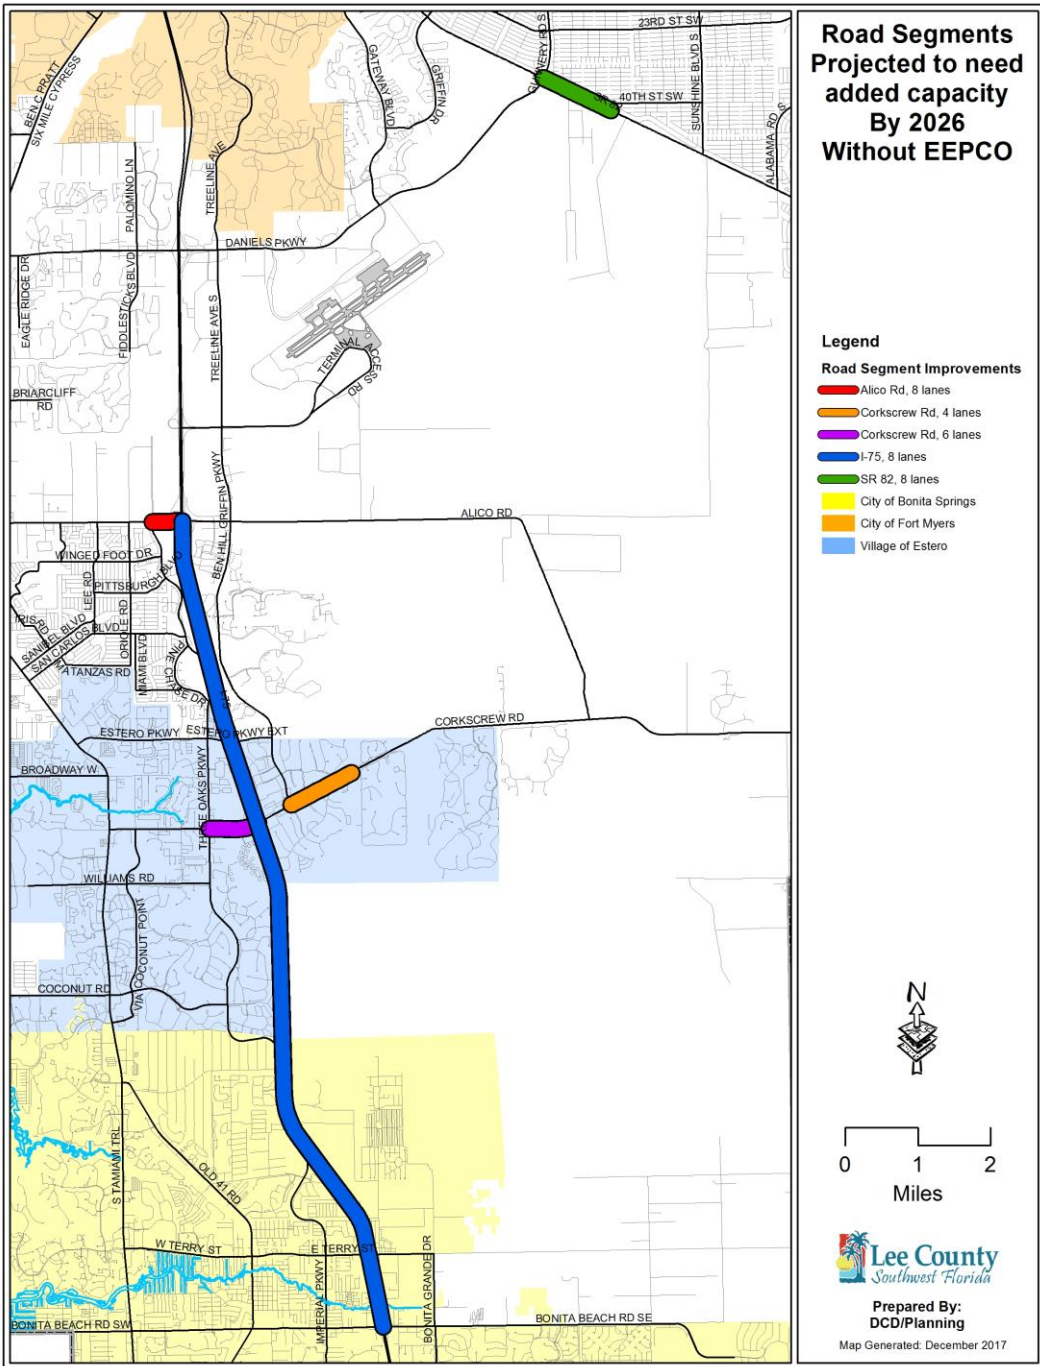 Road Segments
Projected to need
added capacity
By 2026
Without EEPCO
Legend
Road Segment Improvements
Alico Rd, 8 lanes
Corkscrew Rd, 4 lanes
Corkscrew Rd, 6 lanes
I-75, 8 lanes
SR 82, 8 lanes
City of Bonita Springs
City of Fort Myers
Village of Estero
N
0 1 2
Miles
Lee County
Southwest Florida
Prepared By:
DCD/Planning
Map Generated: December 2017
23RD ST SW
GUNNERY RD S
SUNSHINE BLVD S
40TH ST SW
ALABAMA RD S
GATEWAY BLVD
GRIFFIN DR
BEN C PRATT
SIX MILE CYPRESS
PALOMINO LN
TREELINE AVE
DANIELS PKWY
EAGLE RIDGE DR
FIDDLESTICKS BLVD
TREELINE AVE S
TERMINAL ACCESS RD
BRIARCLIFF
RD
BEN HILL GRIFFIN PKWY
ALICO RD
WINGED FOOT DR
LEE RD
PITTSBURGH BLVD
IRIS RD
SANIBEL BLVD
SAN CARLOS BLVD
ORIOLE RD
MATANZAS RD
MIAMI BLVD
PINE CHASE DR
I-75
CORKSCREW RD
ESTERO PKWY
ESTERO PKWY EXT
BROADWAY W
THREE OAKS PKWY
WILLIAMS RD
VIA COCONUT POINT
COCONUT RD
S TAMIAMI TRL
OLD 41 RD
W TERRY ST
E TERRY ST
IMPERIAL PKWY
BONITA GRANDE DR
BONITA BEACH RD SW
BONITA BEACH RD SE